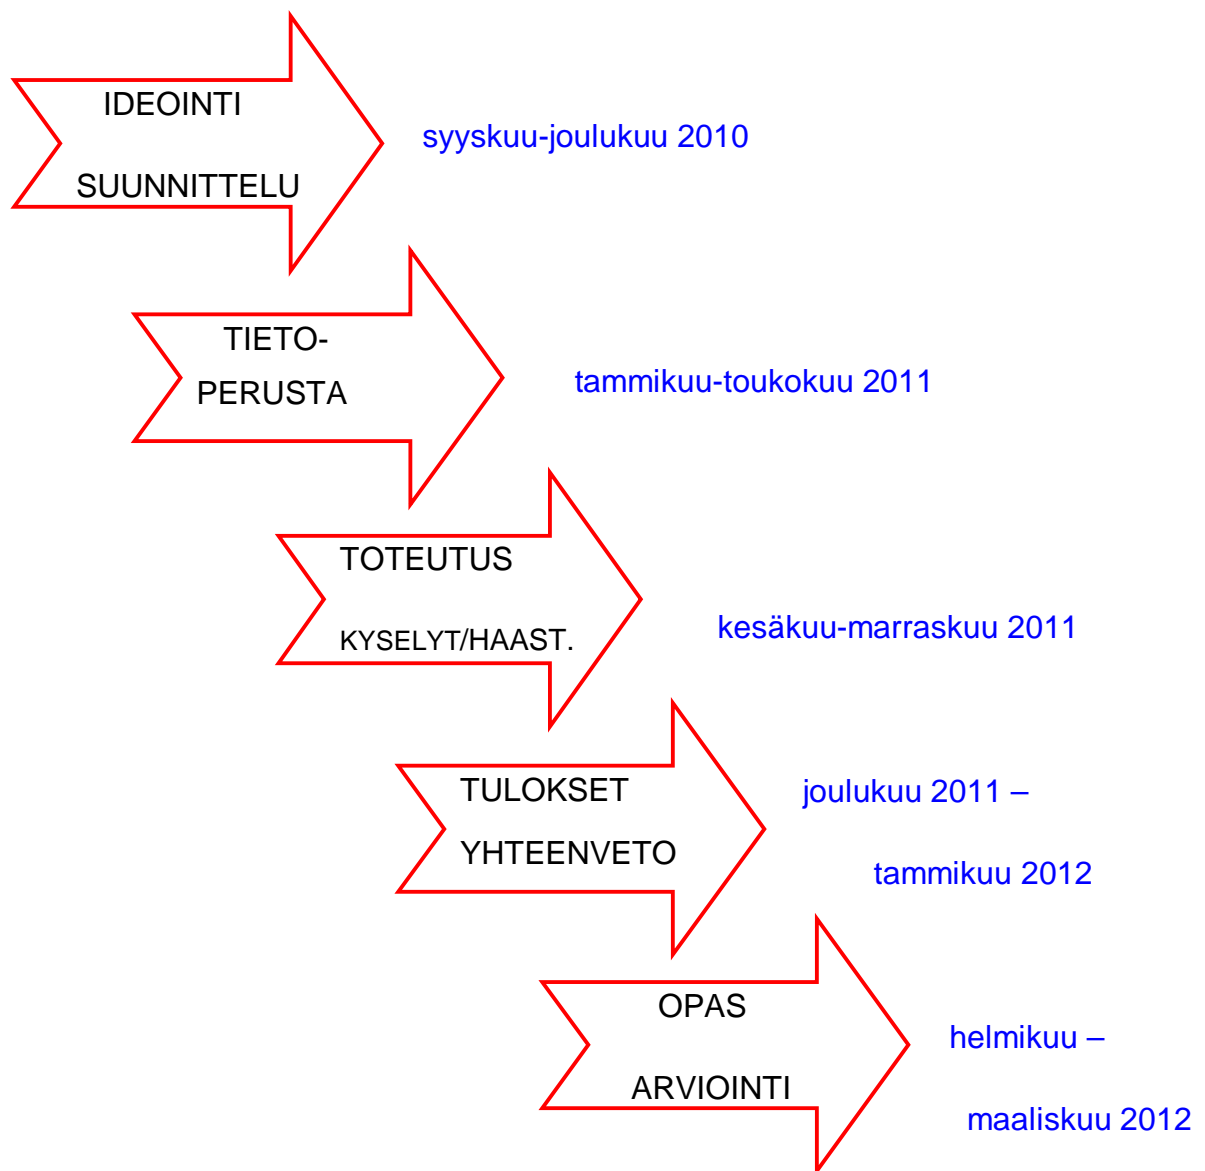 IDEOINTI
SUUNNITTELU
syyskuu-joulukuu 2010
TIETO-
PERUSTA
tammikuu-toukokuu 2011
TOTEUTUS
KYSELYT/HAAST.
kesäkuu-marraskuu 2011
TULOKSET
YHTEENVETO
joulukuu 2011 –
tammikuu 2012
OPAS
ARVIOINTI
helmikuu –
maaliskuu 2012